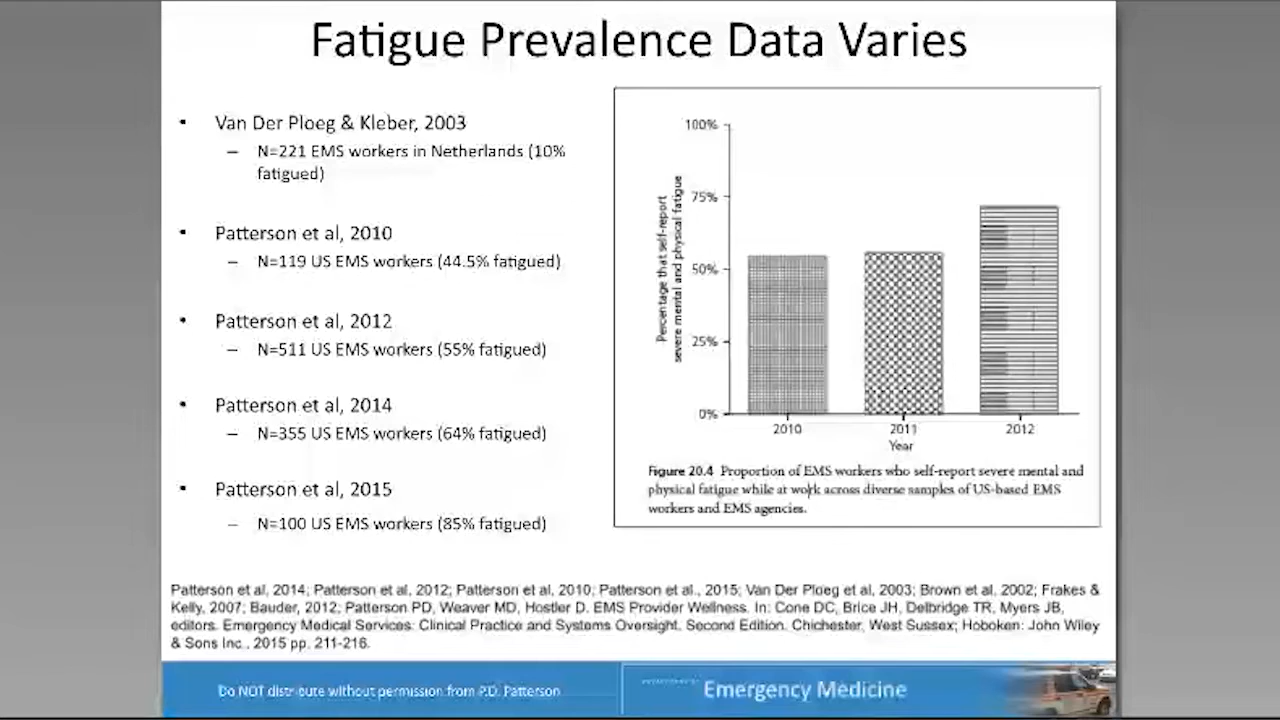 Fatigue Prevalence Data Varies
• Van Der Ploeg & Kleber, 2003
– N=221 EMS workers in Netherlands (10%
fatigued)
• Patterson et al, 2010
– N=119 US EMS workers (44.5% fatigued)
• Patterson et al, 2012
– N=511 US EMS workers (55% fatigued)
• Patterson et al, 2014
– N=355 US EMS workers (64% fatigued)
• Patterson et al, 2015
– N=100 US EMS workers (85% fatigued)
Percentage that self-report
severe mental and physical fatigue
100%
75%
50%
25%
0%
2010 2011 2012
Year
Figure 20.4 Proportion of EMS workers who self-report severe mental and
physical fatigue while at work across diverse samples of US-based EMS
workers and EMS agencies.
Patterson et al, 2014; Patterson et al, 2012; Patterson et al, 2010; Patterson et al., 2015; Van Der Ploeg et al, 2003; Brown et al, 2002; Frakes &
Kelly, 2007; Bauder, 2012; Patterson PD, Weaver MD, Hostler D. EMS Provider Wellness. In: Cone DC, Brice JH, Delbridge TR, Myers JB,
editors. Emergency Medical Services: Clinical Practice and Systems Oversight. Second Edition. Chichester, West Sussex; Hoboken: John Wiley
& Sons Inc., 2015 pp. 211-216.
Do NOT distribute without permission from P.D. Patterson
Emergency Medicine